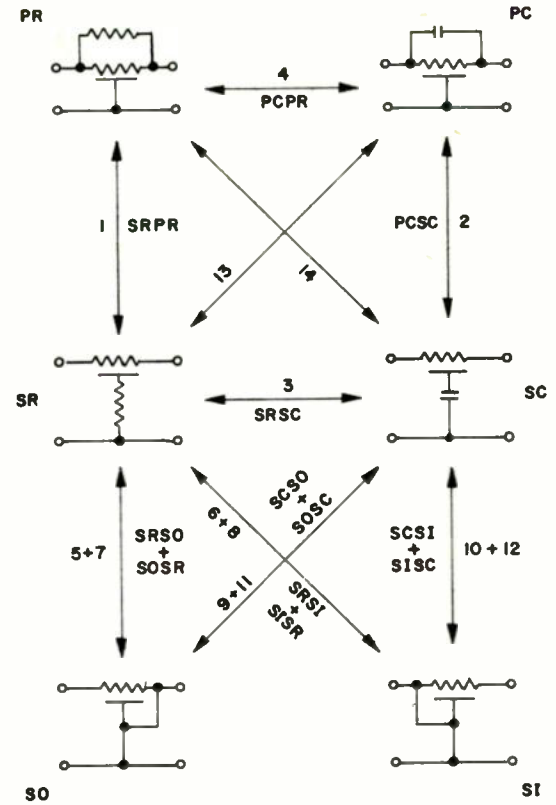 PR
PC
4
PCPR
1 SRPR
PCSC 2
13
14
SR
3
SRSC
SC
5+7
SRSO
+
SOSR
6+8
SCSO
+
SOSC
9+11
SRSI
+
SISR
SCSI
+
SISC
10+12
SO
SI